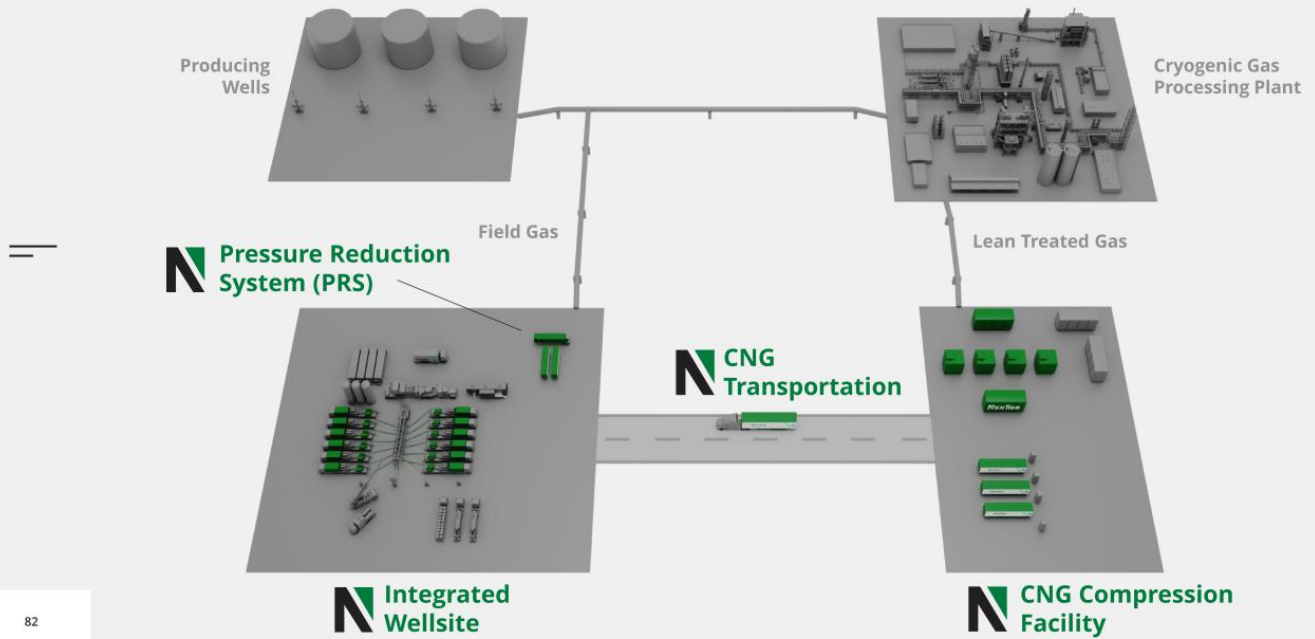 Producing
Wells
Cryogenic Gas
Processing Plant
Field Gas
Lean Treated Gas
Pressure Reduction
System (PRS)
CNG
Transportation
Integrated
Wellsite
CNG Compression
Facility
82